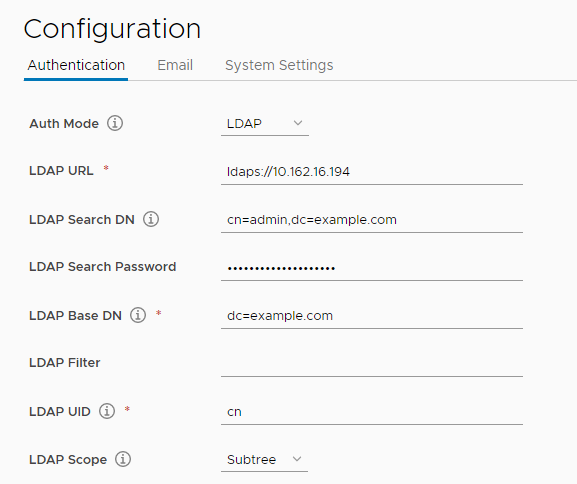 Configuration
Authentication Email System Settings
Auth Mode LDAP
LDAP URL * ldaps://10.162.16.194
LDAP Search DN cn=admin,dc=example.com
LDAP Search Password ••••••••••••••••••••
LDAP Base DN * dc=example.com
LDAP Filter
LDAP UID * cn
LDAP Scope Subtree